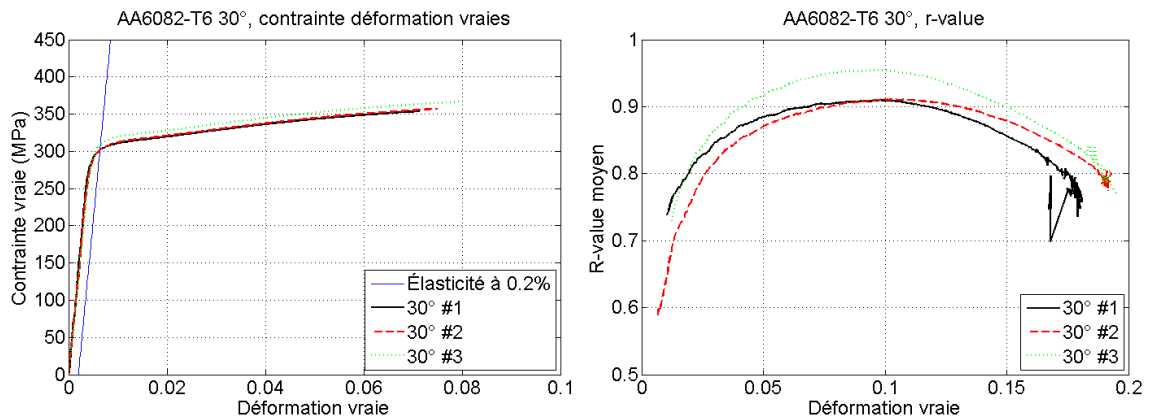 AA6082-T6 30°, contrainte déformation vraies
450
400
350
300
250
200
150
100
50
0
Contrainte vraie (MPa)
Élasticité à 0.2%
30° #1
30° #2
30° #3
0 0.02 0.04 0.06 0.08 0.1
Déformation vraie
AA6082-T6 30°, r-value
1
0.9
0.8
0.7
0.6
0.5
R-value moyen
30° #1
30° #2
30° #3
0 0.05 0.1 0.15 0.2
Déformation vraie